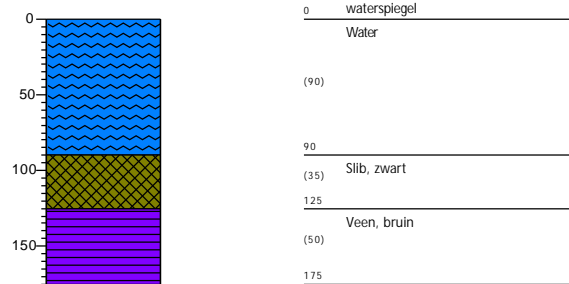 0
50
100
150
0 waterspiegel
Water
(90)
90
Slib, zwart
(35)
125
Veen, bruin
(50)
175